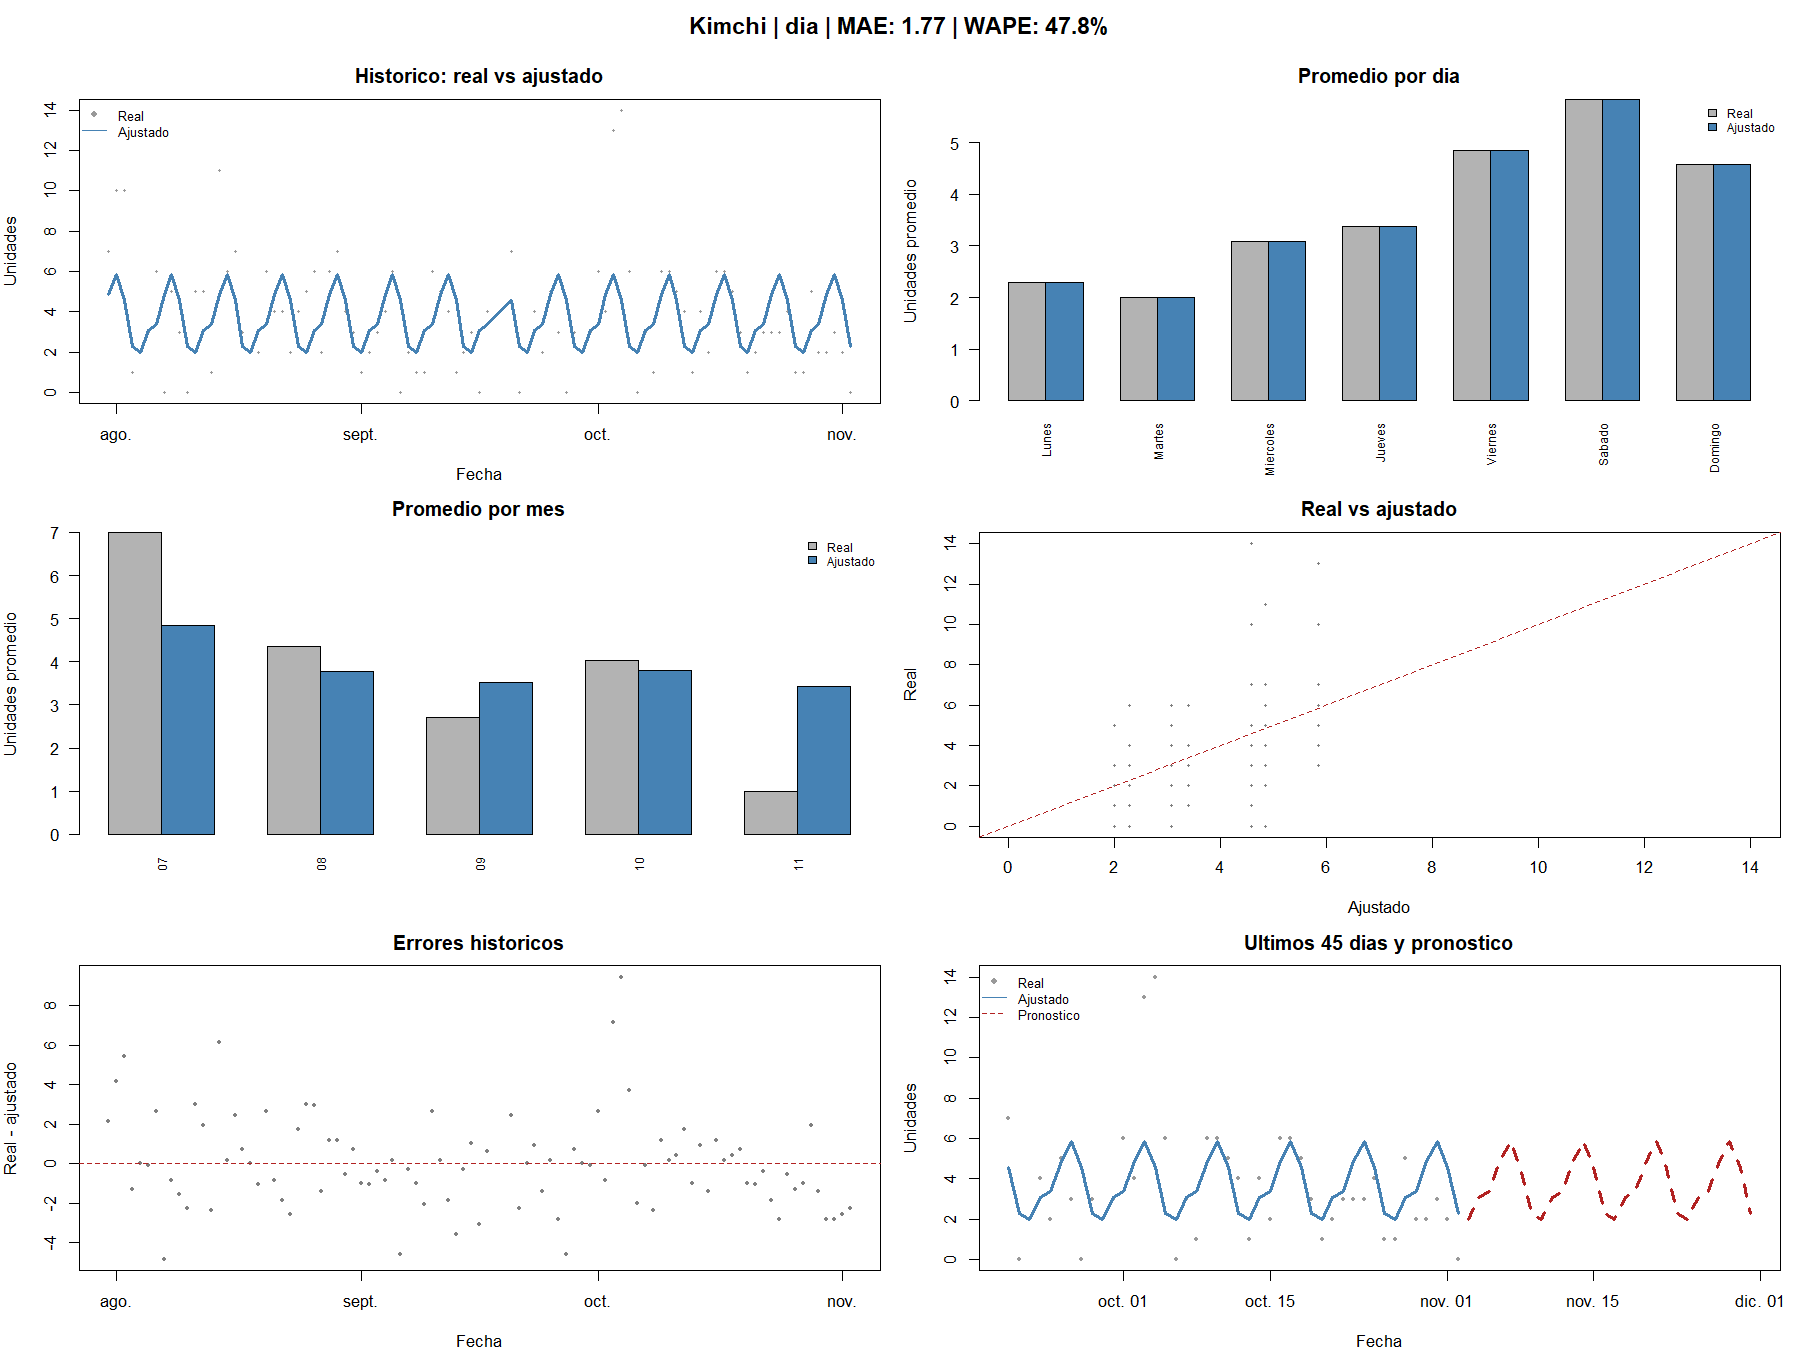 Kimchi | dia | MAE: 1.77 | WAPE: 47.8%
Historico: real vs ajustado
Real
Ajustado
Unidades
0 2 4 6 8 10 12 14
ago. sept. oct. nov.
Fecha
Promedio por dia
Real
Ajustado
Unidades promedio
0 1 2 3 4 5
Lunes Martes Miercoles Jueves Viernes Sabado Domingo
Promedio por mes
Real
Ajustado
Unidades promedio
0 1 2 3 4 5 6 7
07 08 09 10 11
Real vs ajustado
Real
0 2 4 6 8 10 12 14
0 2 4 6 8 10 12 14
Ajustado
Errores historicos
Real - ajustado
-4 -2 0 2 4 6 8
ago. sept. oct. nov.
Fecha
Ultimos 45 dias y pronostico
Real
Ajustado
Pronostico
Unidades
0 2 4 6 8 10 12 14
oct. 01 oct. 15 nov. 01 nov. 15 dic. 01
Fecha